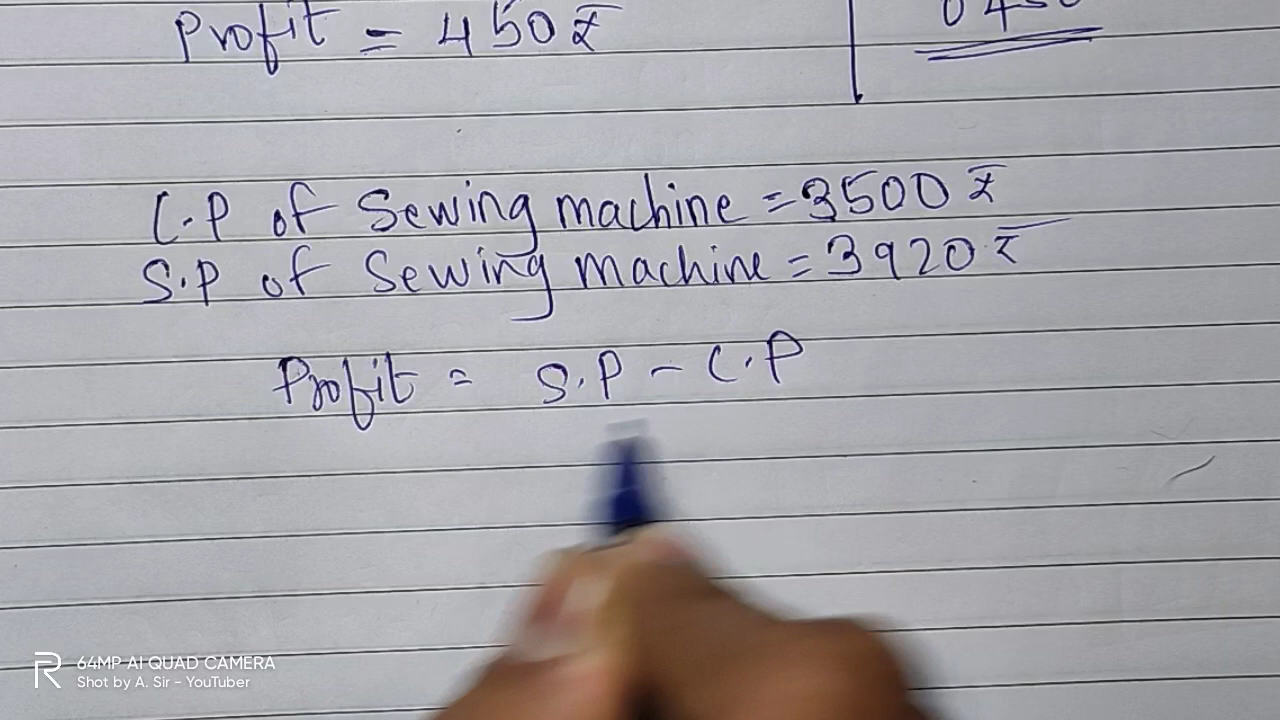 Profit = 450 ₹
C.P of Sewing machine = 3500 ₹
S.P of Sewing machine = 3920 ₹
Profit = S.P - C.P
64MP AI QUAD CAMERA
Shot by A. Sir - YouTuber